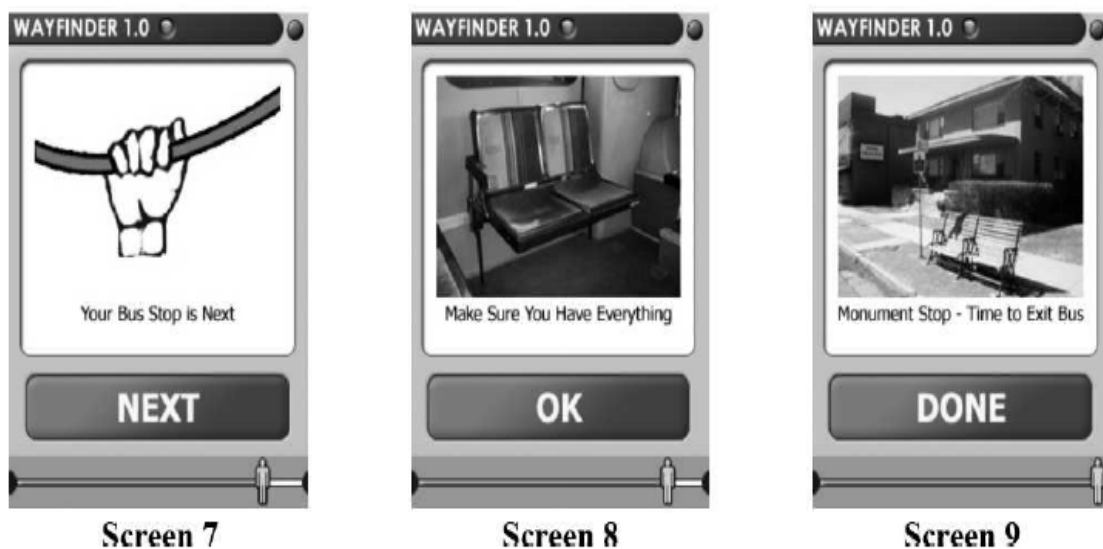 WAYFINDER 1.0
Your Bus Stop is Next
NEXT
Screen 7
WAYFINDER 1.0
Make Sure You Have Everything
OK
Screen 8
WAYFINDER 1.0
Monument Stop - Time to Exit Bus
DONE
Screen 9